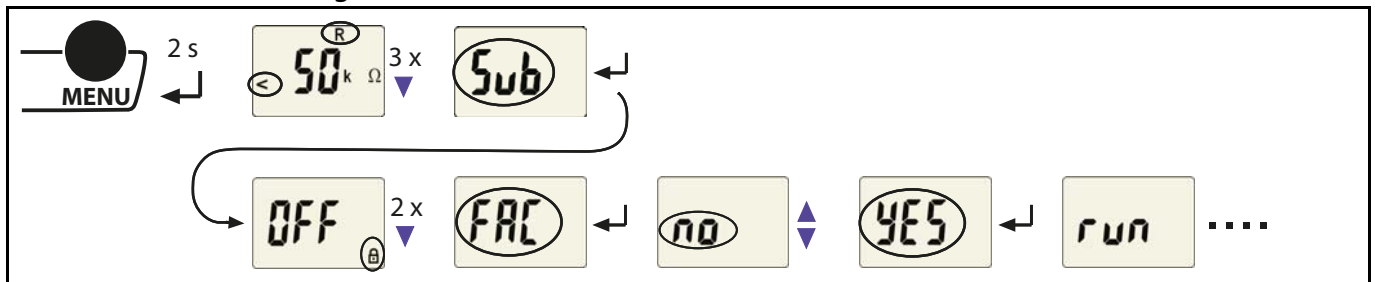 2 s
MENU
R
< 50 k Ω
3 x
Sub
OFF
2 x
FAC
no
YES
run